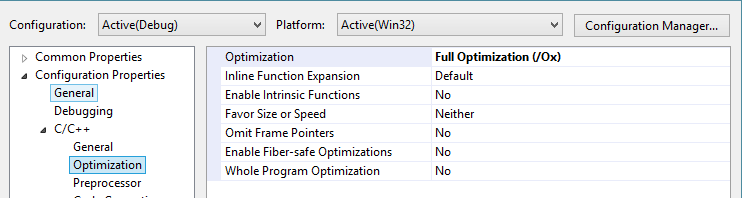 Configuration: Active(Debug) Platform: Active(Win32) Configuration Manager...
Common Properties
Configuration Properties
General
Debugging
C/C++
General
Optimization
Preprocessor
Optimization Full Optimization (/Ox)
Inline Function Expansion Default
Enable Intrinsic Functions No
Favor Size or Speed Neither
Omit Frame Pointers No
Enable Fiber-safe Optimizations No
Whole Program Optimization No